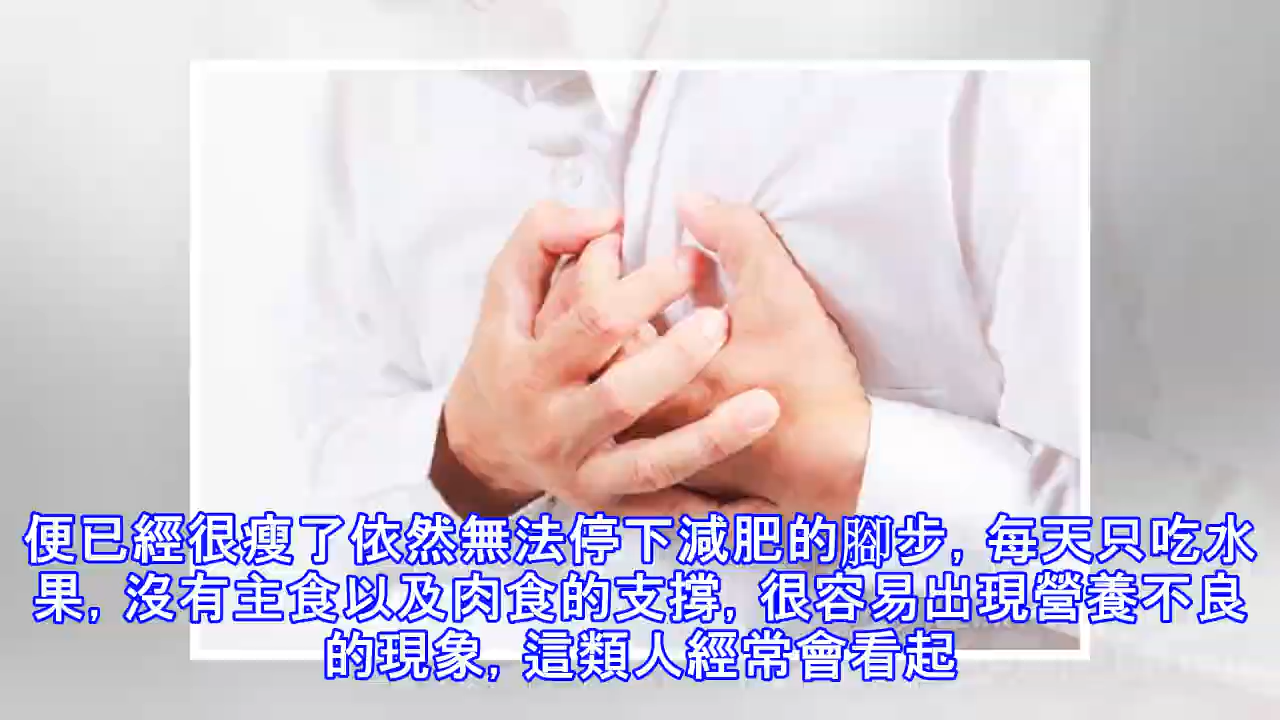 便已經很瘦了依然無法停下減肥的腳步, 每天只吃水
果, 沒有主食以及肉食的支撐, 很容易出現營養不良
的現象, 這類人經常會看起